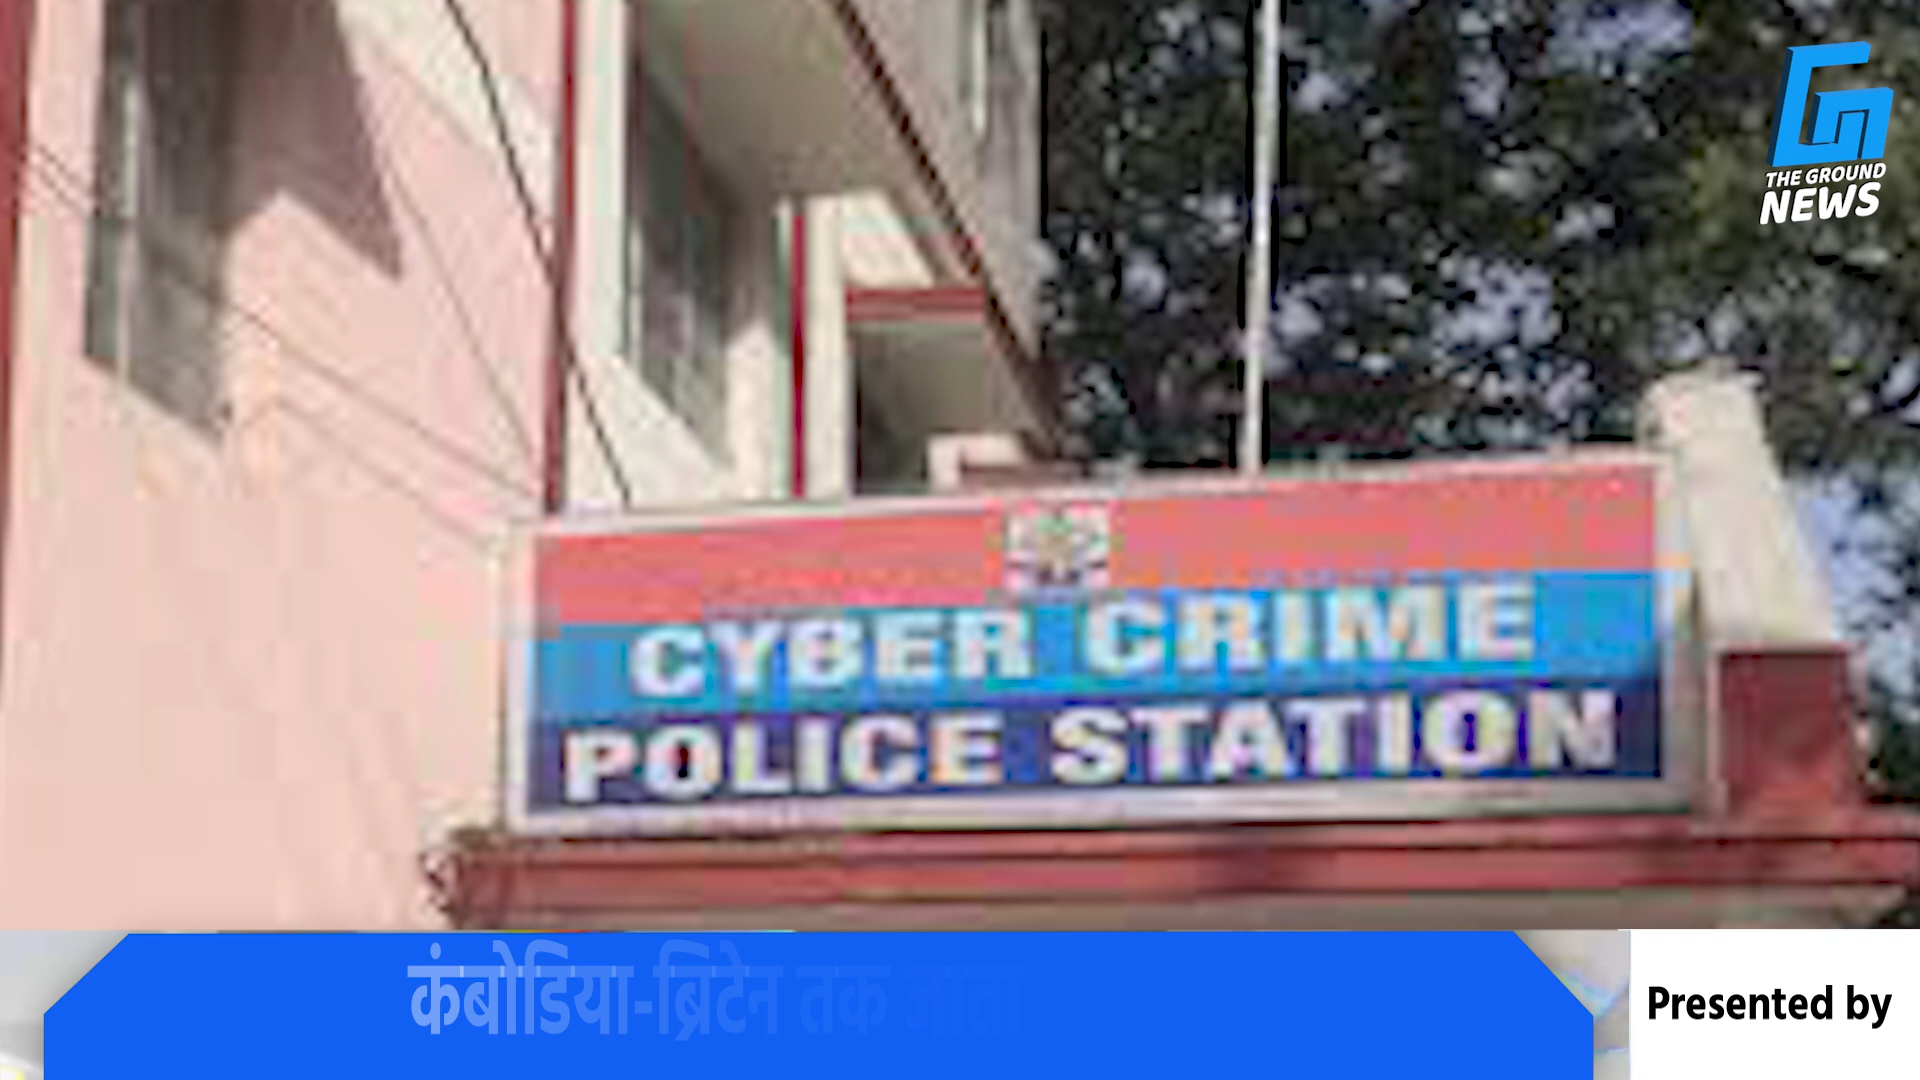 THE GROUND
NEWS
CYBER CRIME
POLICE STATION
कंबोडिया-ब्रिटेन तक जाता
Presented by